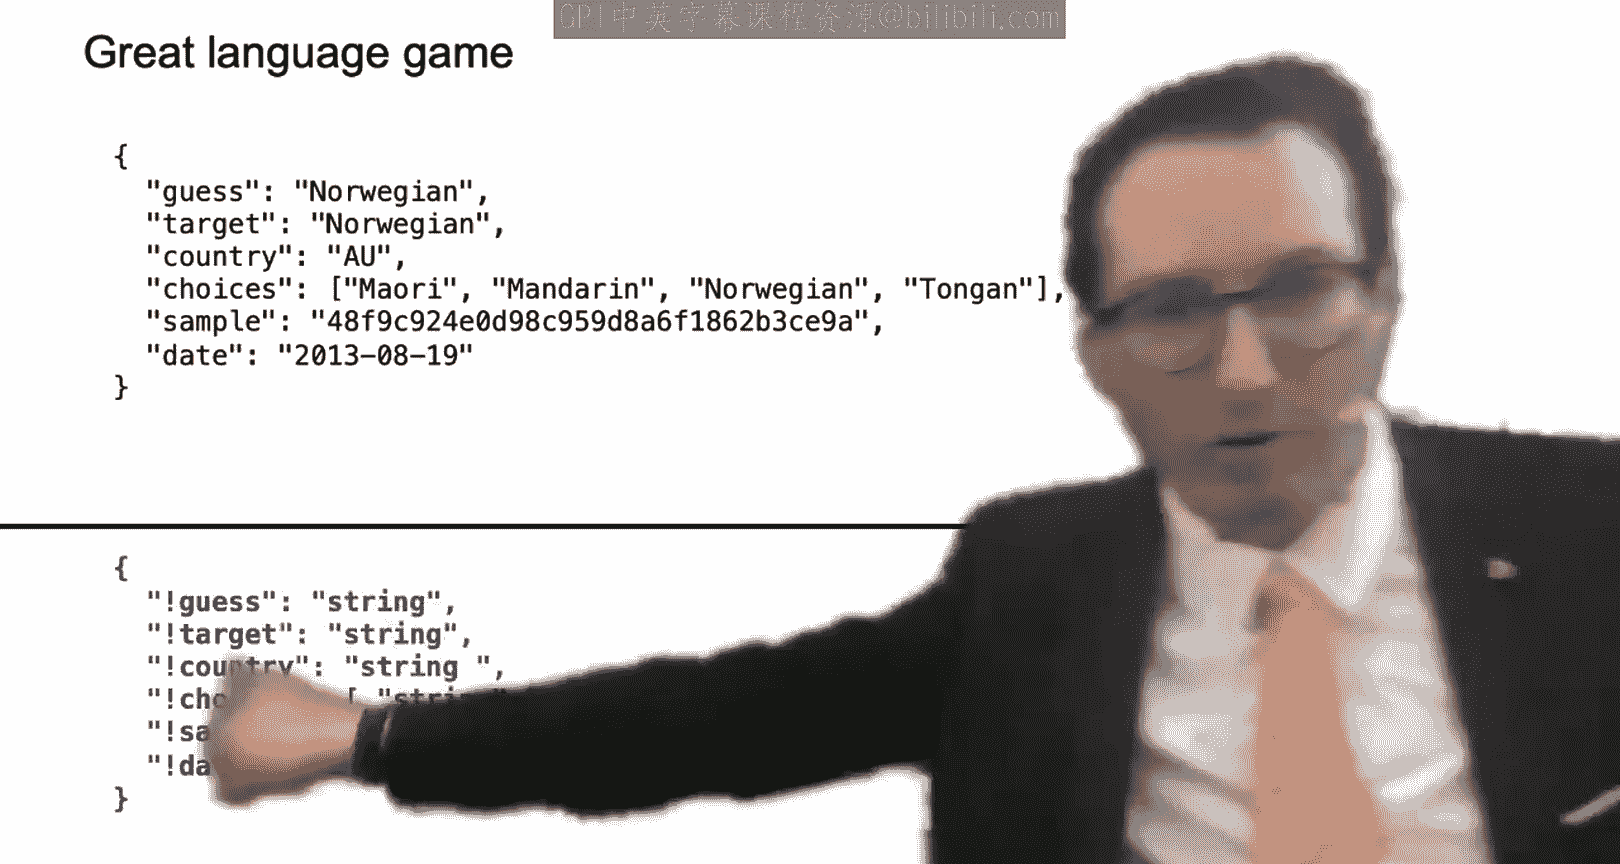 GPT中英字幕课程资源@bilibili.com
Great language game
{
"guess": "Norwegian",
"target": "Norwegian",
"country": "AU",
"choices": ["Maori", "Mandarin", "Norwegian", "Tongan"],
"sample": "48f9c924e0d98c959d8a6f1862b3ce9a",
"date": "2013-08-19"
}
{
"!guess": "string",
"!target": "string",
"!country": "string ",
"!cho [ "string"
"!sa
"!da
}